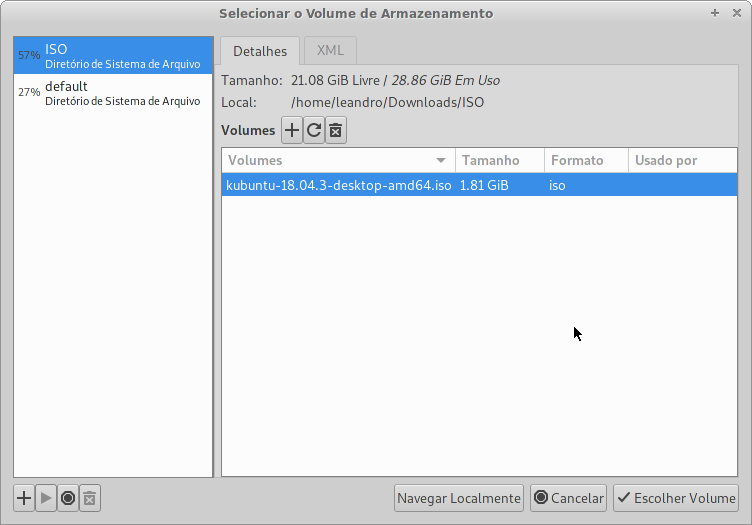 Selecionar o Volume de Armazenamento
57% ISO
Diretório de Sistema de Arquivo
27% default
Diretório de Sistema de Arquivo
Detalhes XML
Tamanho: 21.08 GiB Livre / 28.86 GiB Em Uso
Local: /home/leandro/Downloads/ISO
Volumes
Volumes Tamanho Formato Usado por
kubuntu-18.04.3-desktop-amd64.iso 1.81 GiB iso
Navegar Localmente Cancelar Escolher Volume